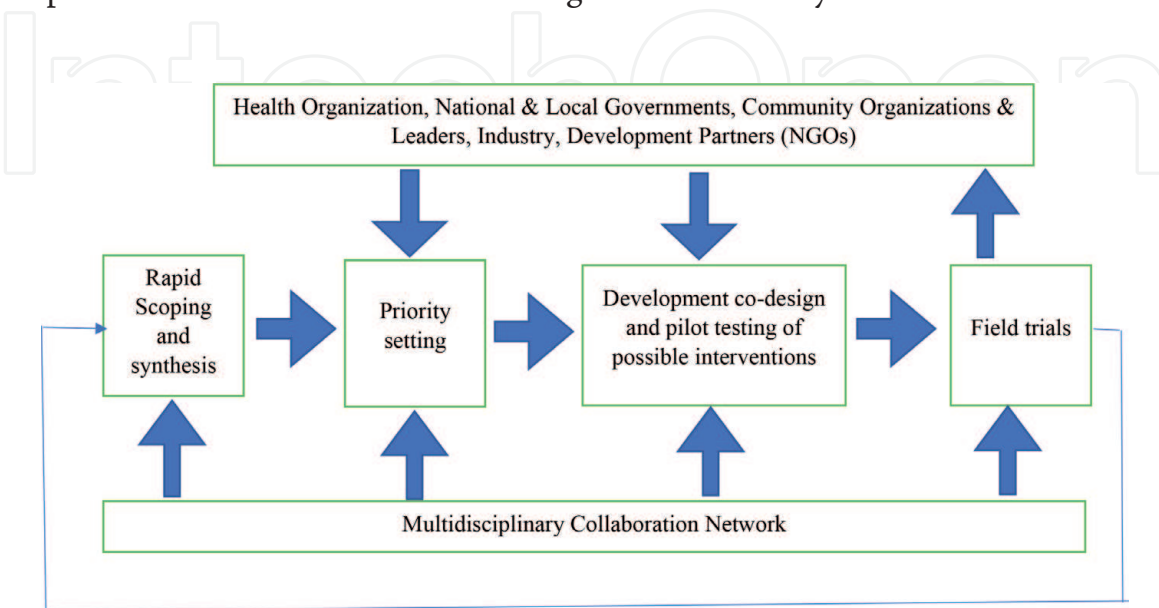 IntechOpen
Health Organization, National & Local Governments, Community Organizations &
Leaders, Industry, Development Partners (NGOs)
Rapid
Scoping
and
synthesis
Priority
setting
Development co-design
and pilot testing of
possible interventions
Field trials
Multidisciplinary Collaboration Network